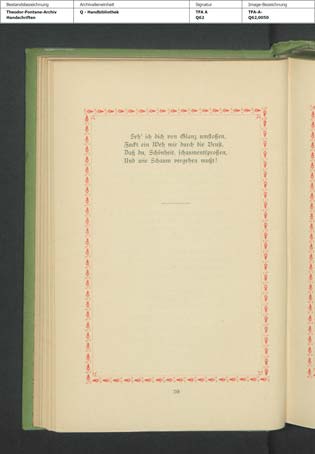 Bestandsbezeichnung Archivalieneinheit Signatur Image-Bezeichnung
Theodor-Fontane-Archiv Q - Handbibliothek TFA A TFA-A-
Handschriften Q62 Q62,0050
Seh' ich dich von Glanz umflossen,
Zuckt ein Weh mir durch die Brust,
Daß du, Schönheit, schaumentsprossen,
Und wie Schaum vergehen mußt!